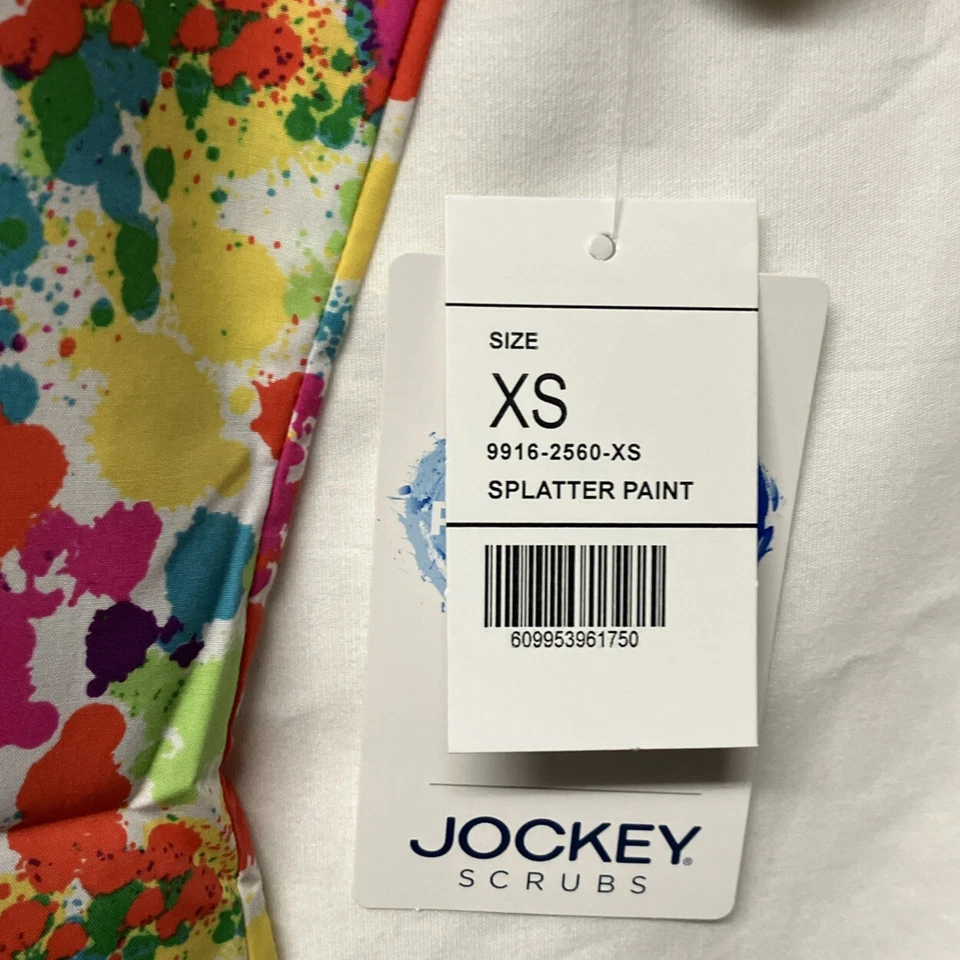 SIZE
XS
9916-2560-XS
SPLATTER PAINT
609953961750
JOCKEY®
SCRUBS